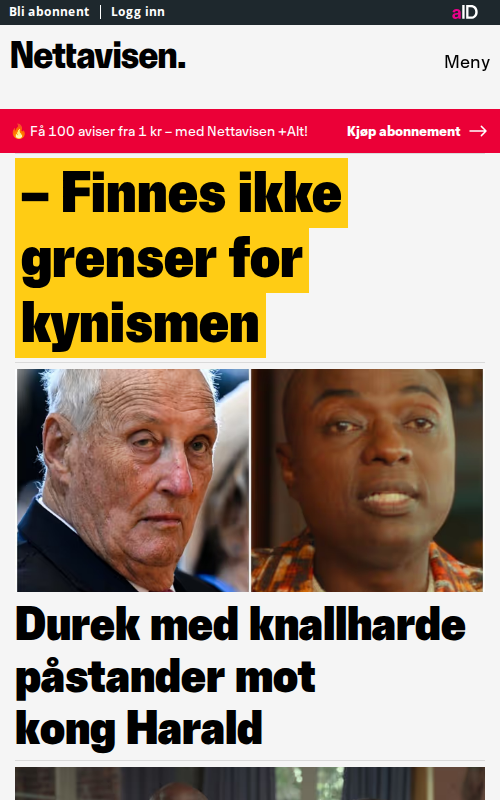 Bli abonnent | Logg inn
aID
Nettavisen.
Meny
🔥 Få 100 aviser fra 1 kr – med Nettavisen +Alt!
Kjøp abonnement →
– Finnes ikke
grenser for
kynismen
Durek med knallharde
påstander mot
kong Harald